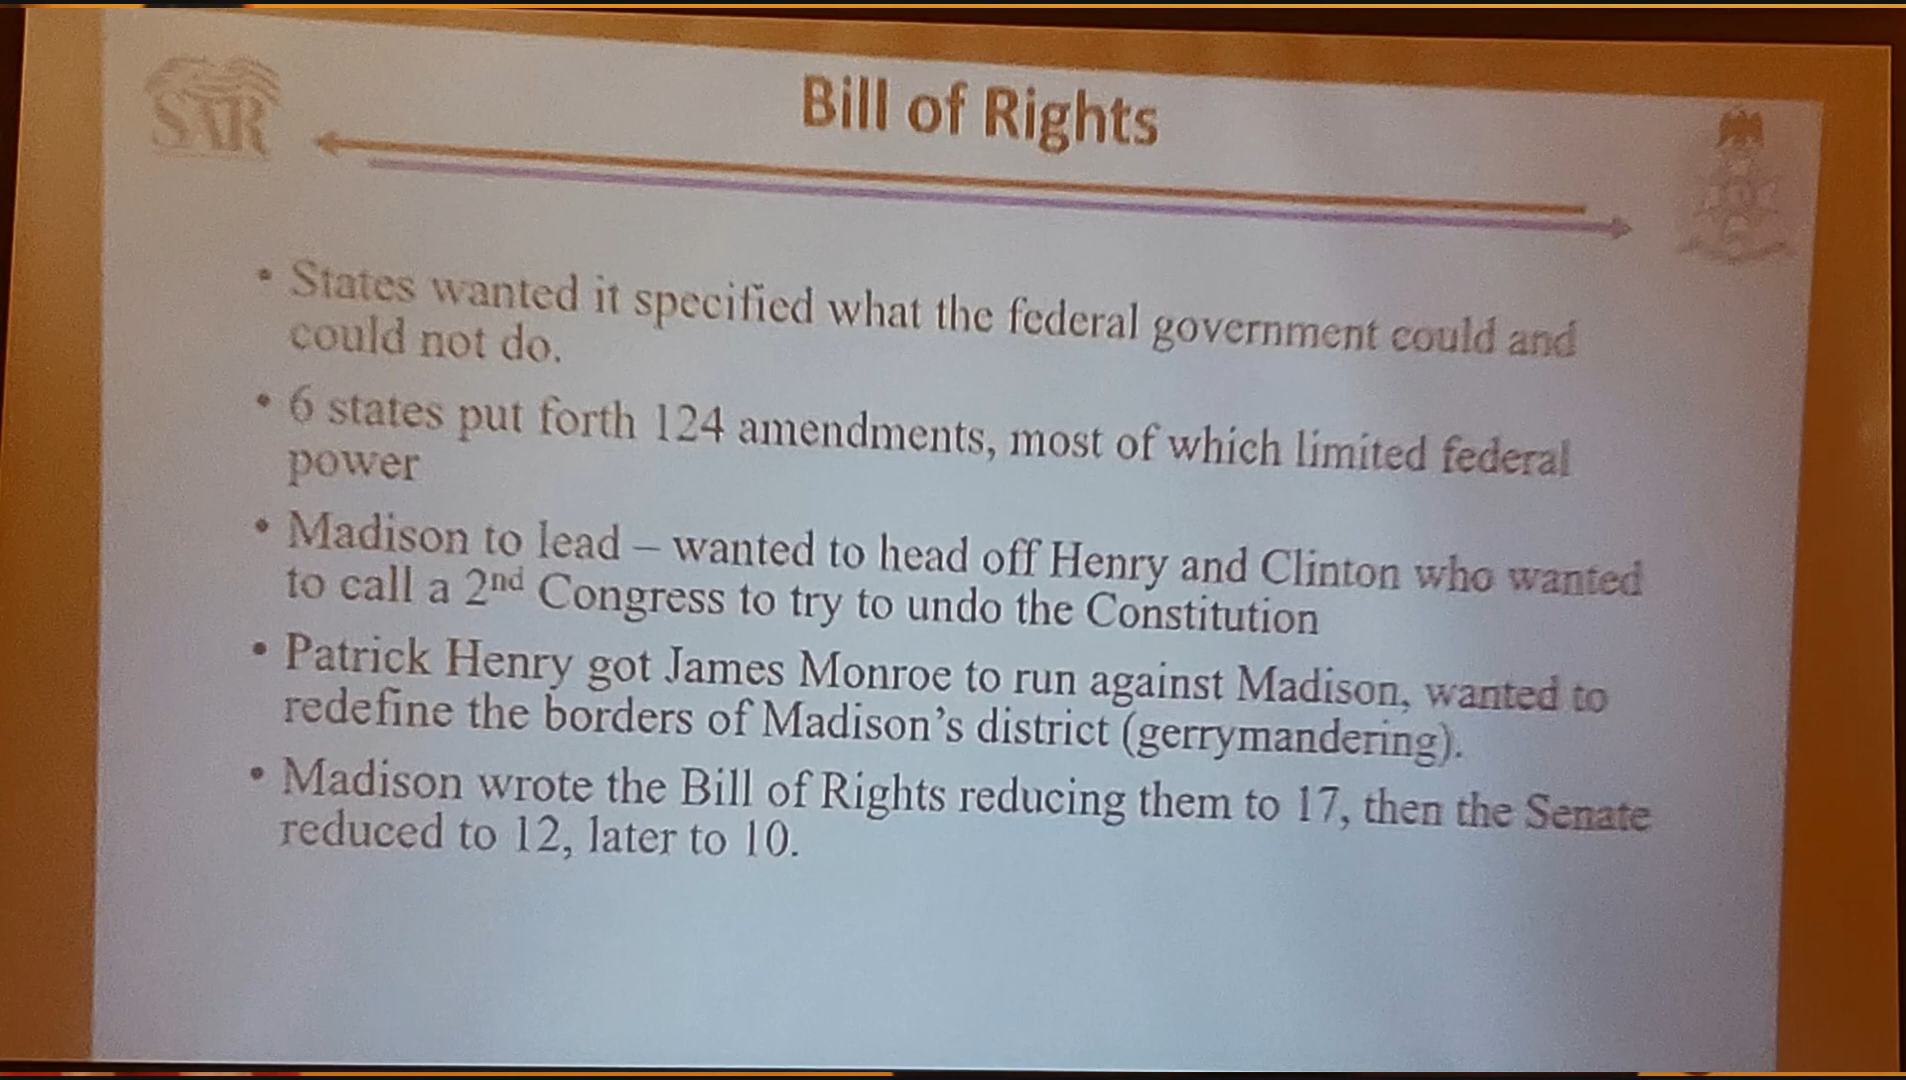 SAR
Bill of Rights
• States wanted it specified what the federal government could and
could not do.
• 6 states put forth 124 amendments, most of which limited federal
power
• Madison to lead – wanted to head off Henry and Clinton who wanted
to call a 2nd Congress to try to undo the Constitution
• Patrick Henry got James Monroe to run against Madison, wanted to
redefine the borders of Madison's district (gerrymandering).
• Madison wrote the Bill of Rights reducing them to 17, then the Senate
reduced to 12, later to 10.